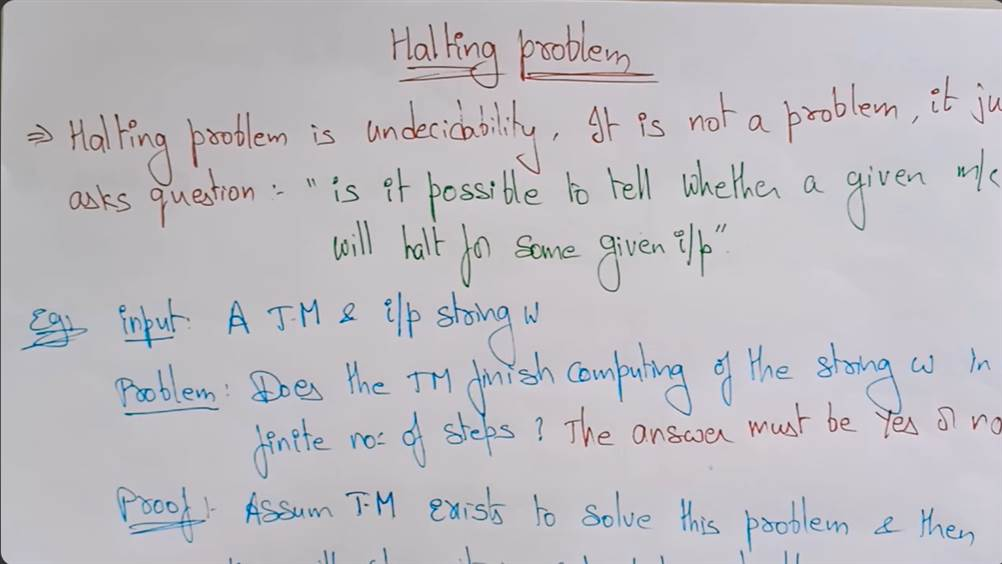 Halting problem
⇒ Halting problem is undecidability, It is not a problem, it ju
asks question :- "is it possible to tell whether a given m/c
will halt for some given i/p"
Eg: input: A T.M & i/p string w
Problem: Does the TM finish computing of the string w in
finite no: of steps ? The answer must be Yes or no
Proof :- Assum T.M exists to solve this problem & then